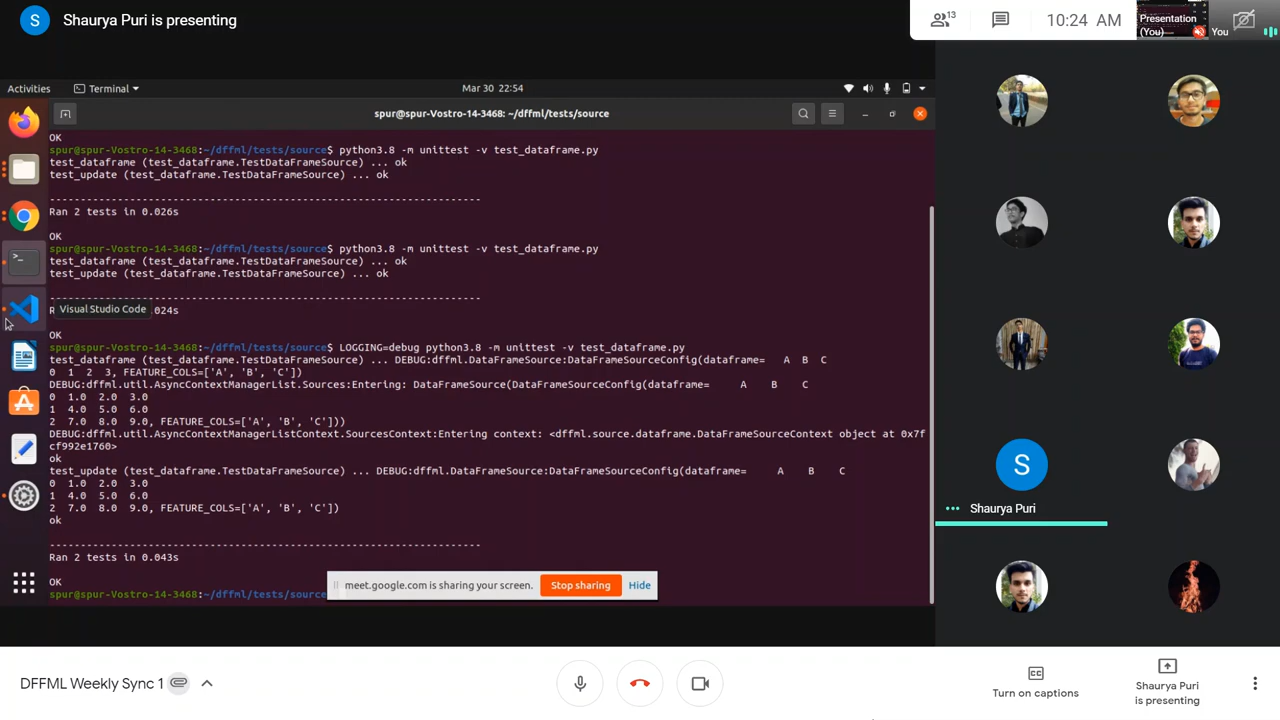 S Shaurya Puri is presenting
13
10:24 AM
Presentation
(You)
You
Activities
Terminal
Mar 30 22:54
spur@spur-Vostro-14-3468: ~/dffml/tests/source
OK
spur@spur-Vostro-14-3468:~/dffml/tests/source$ python3.8 -m unittest -v test_dataframe.py
test_dataframe (test_dataframe.TestDataFrameSource) ... ok
test_update (test_dataframe.TestDataFrameSource) ... ok
----------------------------------------------------------------------
Ran 2 tests in 0.026s
OK
spur@spur-Vostro-14-3468:~/dffml/tests/source$ python3.8 -m unittest -v test_dataframe.py
test_dataframe (test_dataframe.TestDataFrameSource) ... ok
test_update (test_dataframe.TestDataFrameSource) ... ok
----------------------------------------------------------------------
R Visual Studio Code 024s
OK
spur@spur-Vostro-14-3468:~/dffml/tests/source$ LOGGING=debug python3.8 -m unittest -v test_dataframe.py
test_dataframe (test_dataframe.TestDataFrameSource) ... DEBUG:dffml.DataFrameSource:DataFrameSourceConfig(dataframe= A B C
0 1 2 3, FEATURE_COLS=['A', 'B', 'C'])
DEBUG:dffml.util.AsyncContextManagerList.Sources:Entering: DataFrameSource(DataFrameSourceConfig(dataframe= A B C
0 1.0 2.0 3.0
1 4.0 5.0 6.0
2 7.0 8.0 9.0, FEATURE_COLS=['A', 'B', 'C']))
DEBUG:dffml.util.AsyncContextManagerListContext.SourcesContext:Entering context: <dffml.source.dataframe.DataFrameSourceContext object at 0x7f
cf992e1760>
ok
test_update (test_dataframe.TestDataFrameSource) ... DEBUG:dffml.DataFrameSource:DataFrameSourceConfig(dataframe= A B C
0 1.0 2.0 3.0
1 4.0 5.0 6.0
2 7.0 8.0 9.0, FEATURE_COLS=['A', 'B', 'C'])
ok
----------------------------------------------------------------------
Ran 2 tests in 0.043s
OK
spur@spur-Vostro-14-3468:~/dffml/tests/source
meet.google.com is sharing your screen. Stop sharing Hide
S
Shaurya Puri
DFFML Weekly Sync 1
Turn on captions
Shaurya Puri
is presenting